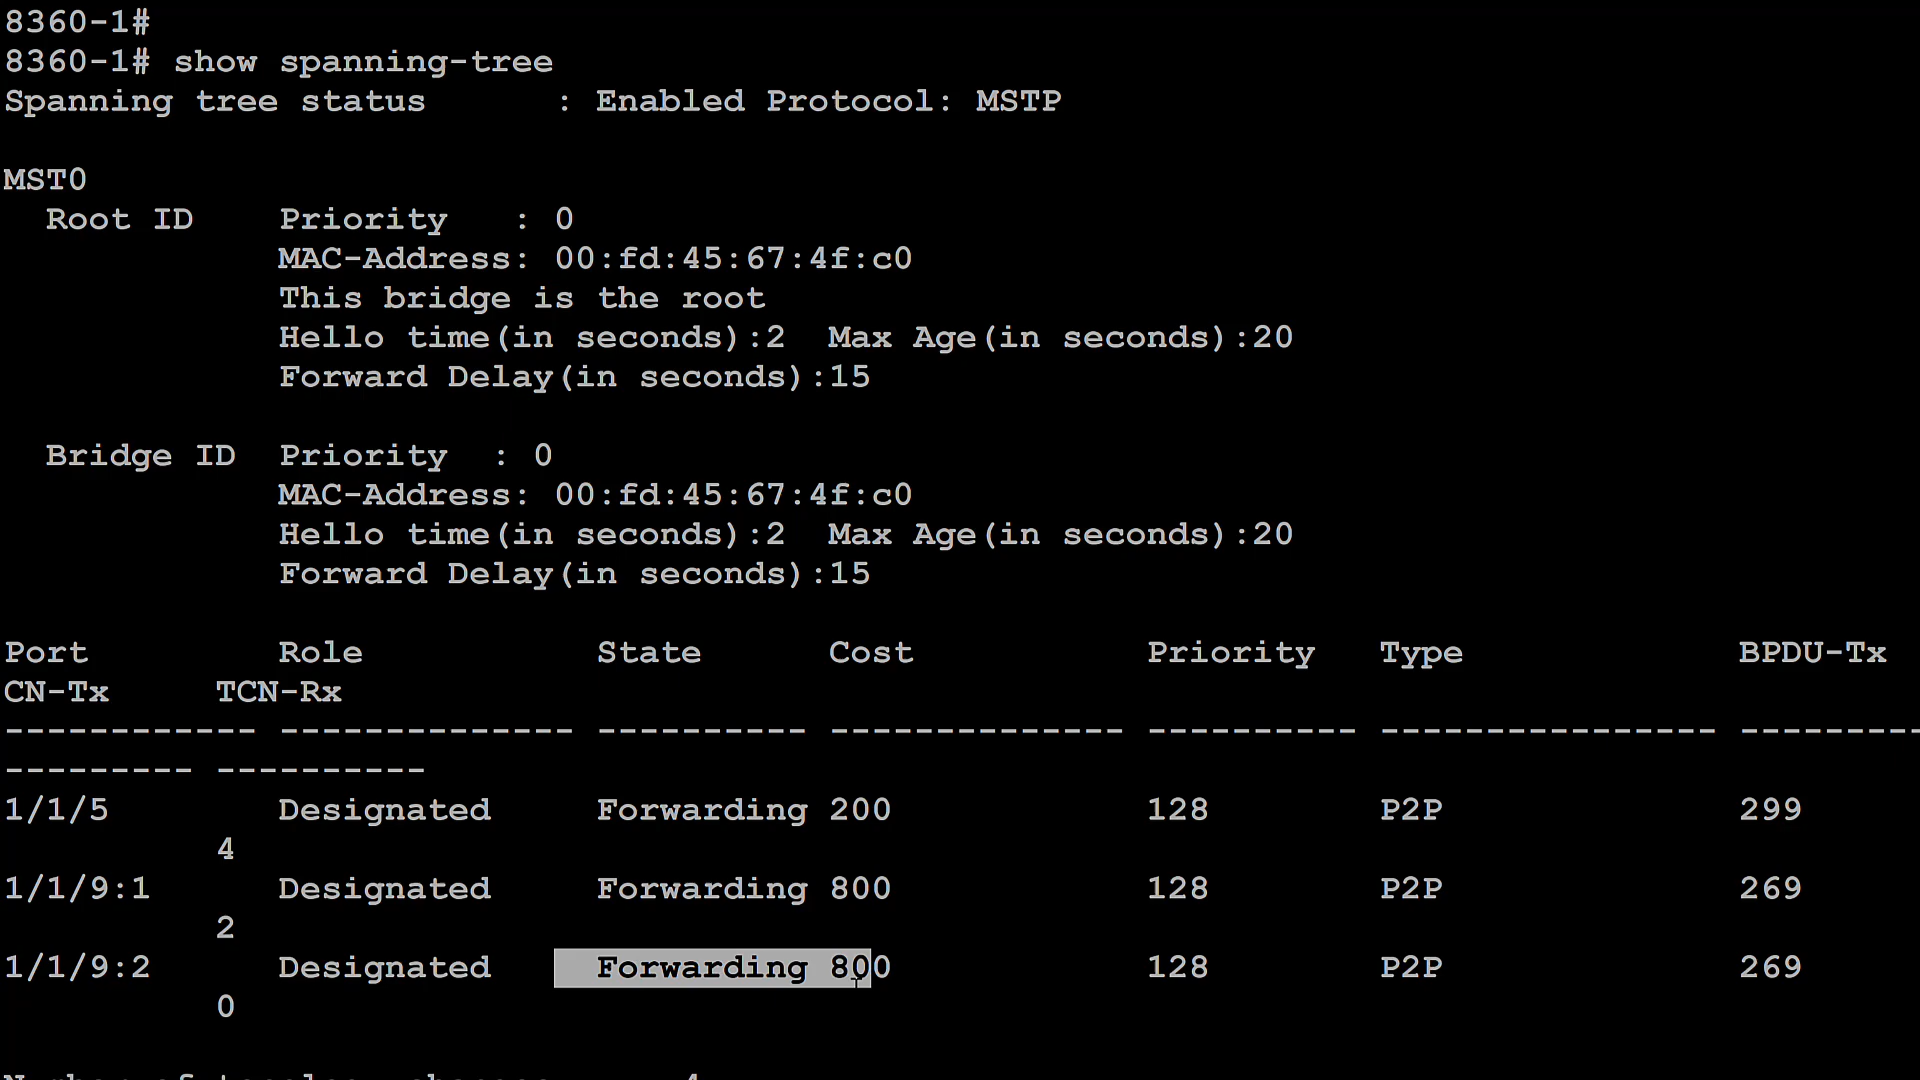 8360-1#
8360-1# show spanning-tree
Spanning tree status      : Enabled Protocol: MSTP

MST0
  Root ID    Priority   : 0
             MAC-Address: 00:fd:45:67:4f:c0
             This bridge is the root
             Hello time(in seconds):2  Max Age(in seconds):20
             Forward Delay(in seconds):15

  Bridge ID  Priority  : 0
             MAC-Address: 00:fd:45:67:4f:c0
             Hello time(in seconds):2  Max Age(in seconds):20
             Forward Delay(in seconds):15

Port         Role           State      Cost           Priority   Type             BPDU-Tx
CN-Tx     TCN-Rx
------------ -------------- ---------- -------------- ---------- ---------------- ---------
--------- ----------
1/1/5        Designated     Forwarding 200            128        P2P              299
          4
1/1/9:1      Designated     Forwarding 800            128        P2P              269
          2
1/1/9:2      Designated     Forwarding 800            128        P2P              269
          0